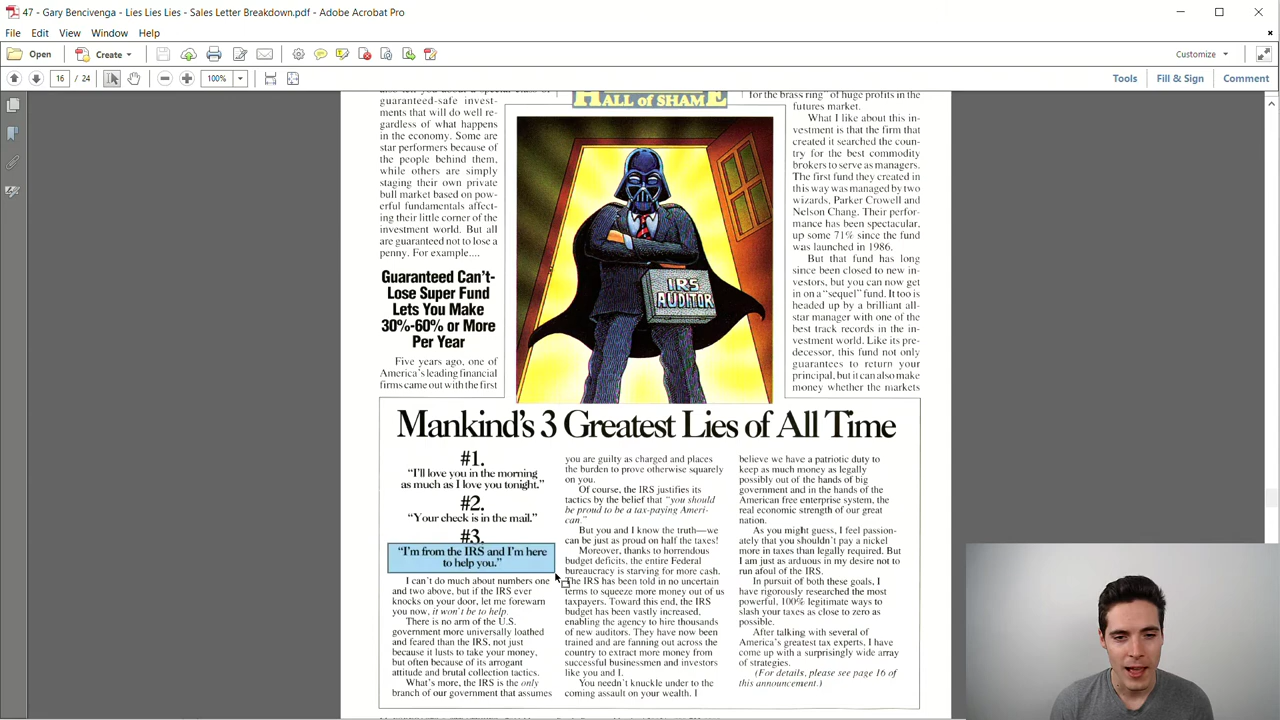 47 - Gary Bencivenga - Lies Lies Lies - Sales Letter Breakdown.pdf - Adobe Acrobat Pro
File Edit View Window Help
Open Create Customize
16 / 24 100% Tools Fill & Sign Comment
guaranteed-safe invest-
ments that will do well re-
gardless of what happens
in the economy. Some are
star performers because of
the people behind them,
while others are simply
staging their own private
bull market based on pow-
erful fundamentals affect-
ing their little corner of the
investment world. But all
are guaranteed not to lose a
penny. For example....
Guaranteed Can't-
Lose Super Fund
Lets You Make
30%-60% or More
Per Year
Five years ago, one of
America's leading financial
firms came out with the first
HALL of SHAME
IRS
AUDITOR
for the brass ring" of huge profits in the
futures market.
What I like about this in-
vestment is that the firm that
created it searched the coun-
try for the best commodity
brokers to serve as managers.
The first fund they created in
this way was managed by two
wizards, Parker Crowell and
Nelson Chang. Their perfor-
mance has been spectacular,
up some 71% since the fund
was launched in 1986.
But that fund has long
since been closed to new in-
vestors, but you can now get
in on a "sequel" fund. It too is
headed up by a brilliant all-
star manager with one of the
best track records in the in-
vestment world. Like its pre-
decessor, this fund not only
guarantees to return your
principal, but it can also make
money whether the markets
Mankind's 3 Greatest Lies of All Time
#1.
"I'll love you in the morning
as much as I love you tonight."
#2.
"Your check is in the mail."
#3.
"I'm from the IRS and I'm here
to help you."
I can't do much about numbers one
and two above, but if the IRS ever
knocks on your door, let me forewarn
you now, it won't be to help.
There is no arm of the U.S.
government more universally loathed
and feared than the IRS, not just
because it lusts to take your money,
but often because of its arrogant
attitude and brutal collection tactics.
What's more, the IRS is the only
branch of our government that assumes
you are guilty as charged and places
the burden to prove otherwise squarely
on you.
Of course, the IRS justifies its
tactics by the belief that "you should
be proud to be a tax-paying Ameri-
can."
But you and I know the truth—we
can be just as proud on half the taxes!
Moreover, thanks to horrendous
budget deficits, the entire Federal
bureaucracy is starving for more cash.
The IRS has been told in no uncertain
terms to squeeze more money out of us
taxpayers. Toward this end, the IRS
budget has been vastly increased,
enabling the agency to hire thousands
of new auditors. They have now been
trained and are fanning out across the
country to extract more money from
successful businessmen and investors
like you and I.
You needn't knuckle under to the
coming assault on your wealth. I
believe we have a patriotic duty to
keep as much money as legally
possibly out of the hands of big
government and in the hands of the
American free enterprise system, the
real economic strength of our great
nation.
As you might guess, I feel passion-
ately that you shouldn't pay a nickel
more in taxes than legally required. But
I am just as arduous in my desire not to
run afoul of the IRS.
In pursuit of both these goals, I
have rigorously researched the most
powerful, 100% legitimate ways to
slash your taxes as close to zero as
possible.
After talking with several of
America's greatest tax experts, I have
come up with a surprisingly wide array
of strategies.
(For details, please see page 16 of
this announcement.)